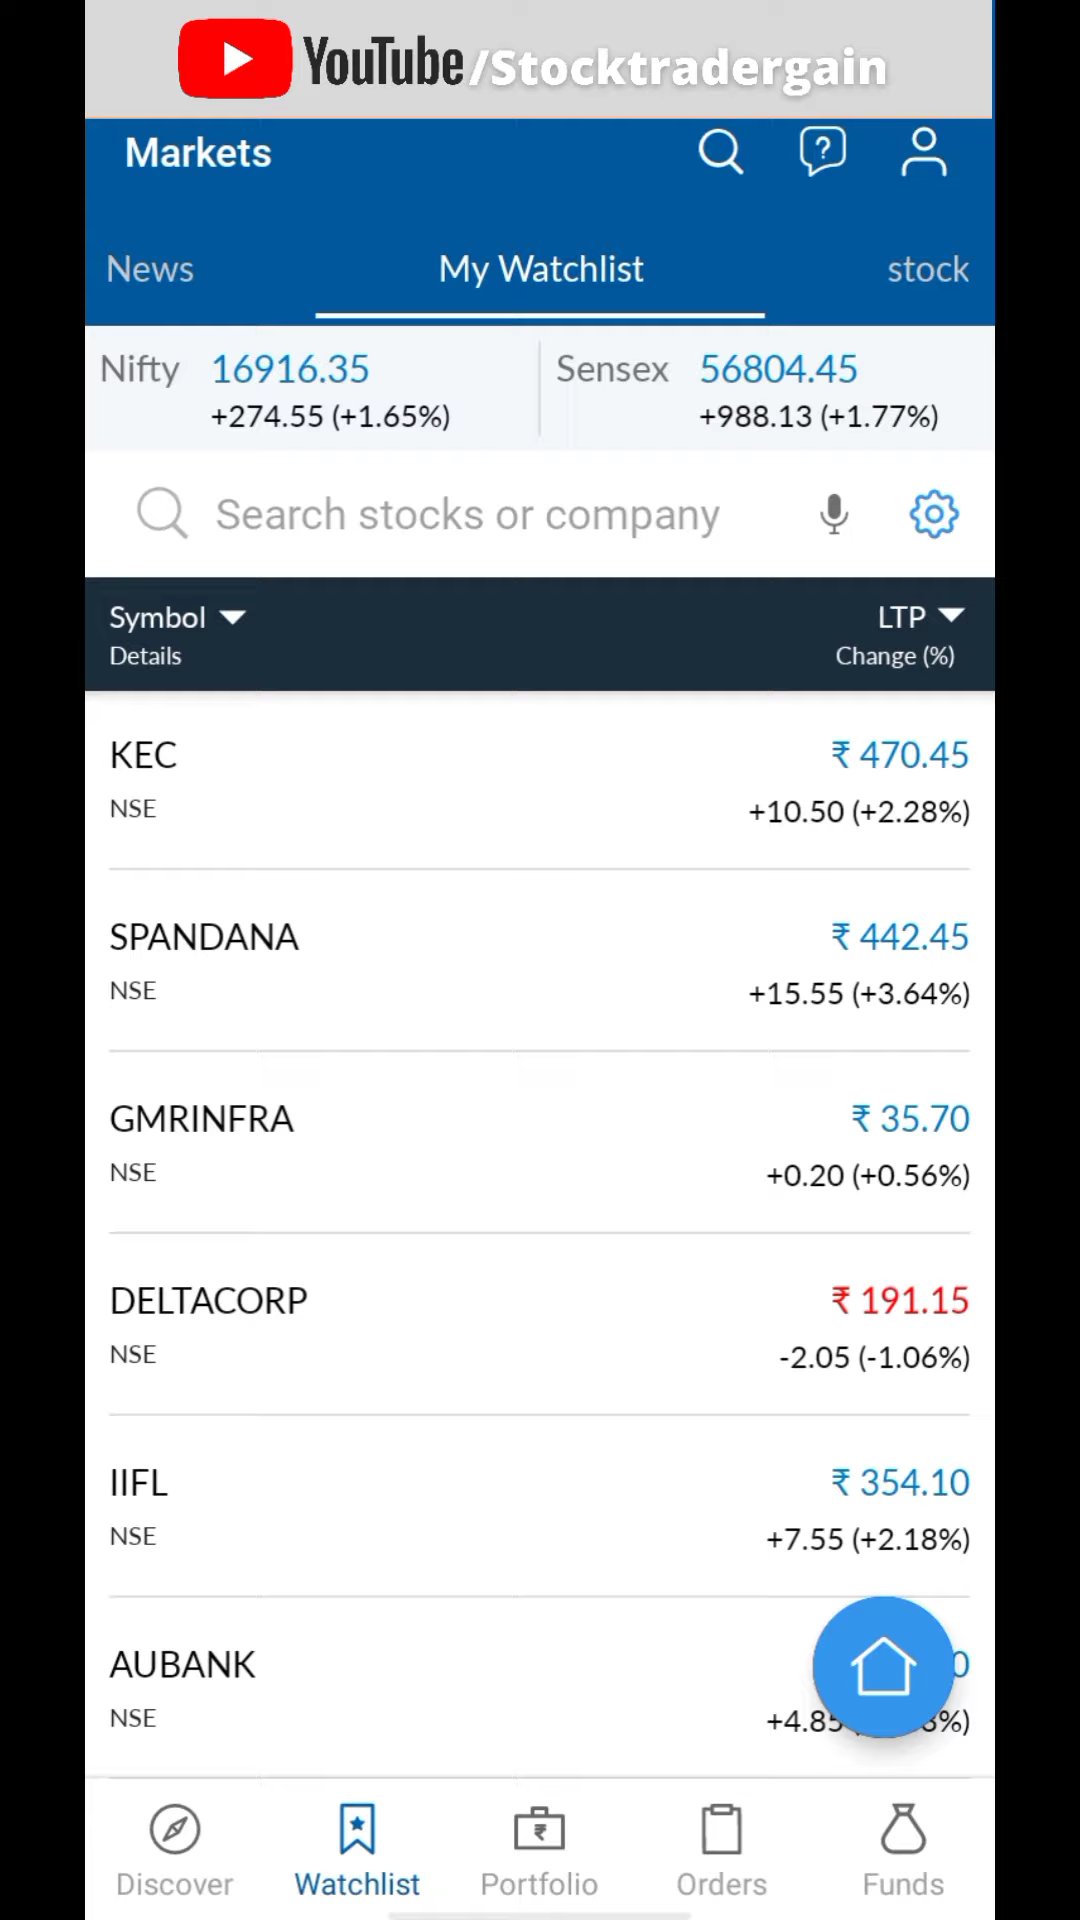 YouTube/Stocktradergain
Markets
News My Watchlist stock
Nifty 16916.35 Sensex 56804.45
+274.55 (+1.65%) +988.13 (+1.77%)
Search stocks or company
Symbol LTP
Details Change (%)
KEC ₹ 470.45
NSE +10.50 (+2.28%)
SPANDANA ₹ 442.45
NSE +15.55 (+3.64%)
GMRINFRA ₹ 35.70
NSE +0.20 (+0.56%)
DELTACORP ₹ 191.15
NSE -2.05 (-1.06%)
IIFL ₹ 354.10
NSE +7.55 (+2.18%)
AUBANK
NSE +4.85
Discover Watchlist Portfolio Orders Funds